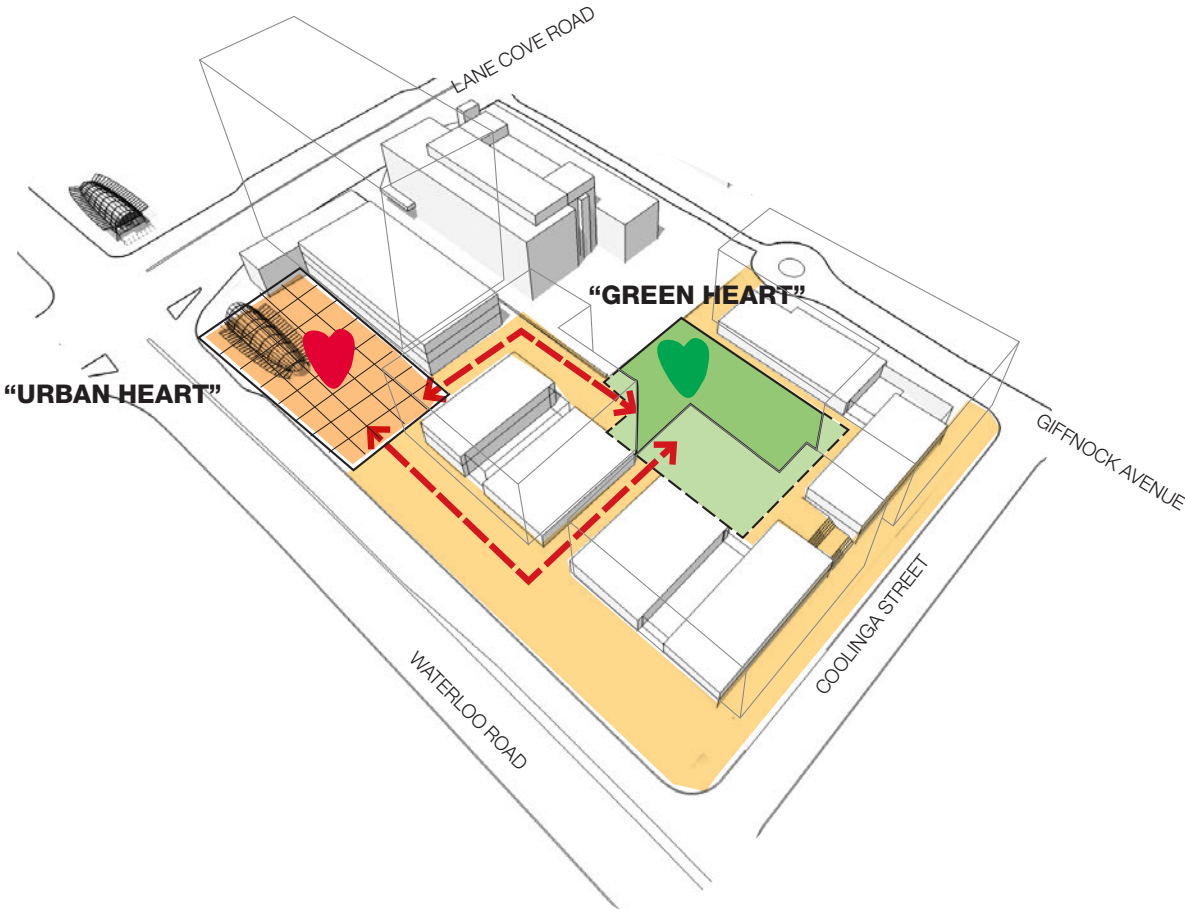 LANE COVE ROAD
“GREEN HEART”
“URBAN HEART”
GIFFNOCK AVENUE
COOLINGA STREET
WATERLOO ROAD